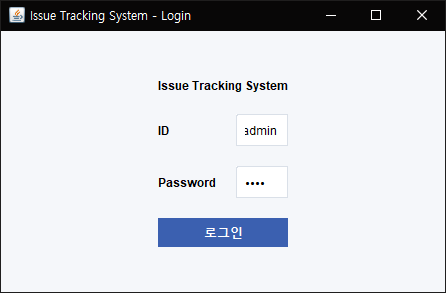 Issue Tracking System - Login
Issue Tracking System
ID admin
Password ••••
로그인